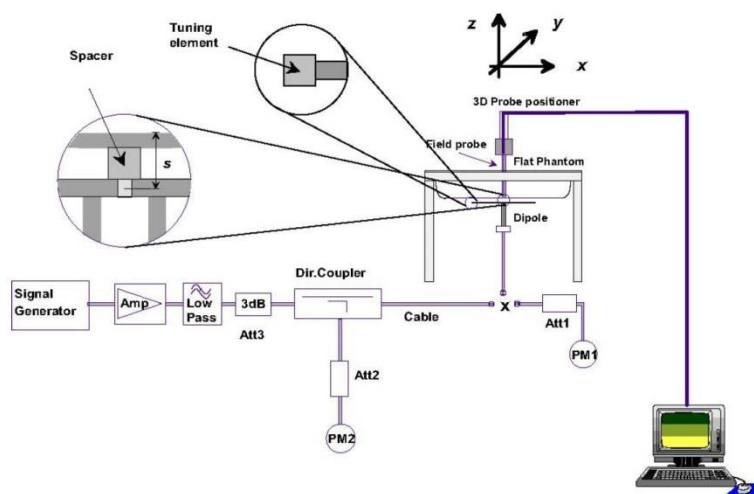 Tuning
element
Spacer
z
y
x
3D Probe positioner
Field probe
Flat Phantom
s
Dipole
Dir.Coupler
Signal
Generator
Amp
Low
Pass
3dB
Att3
Cable
x
Att1
PM1
Att2
PM2